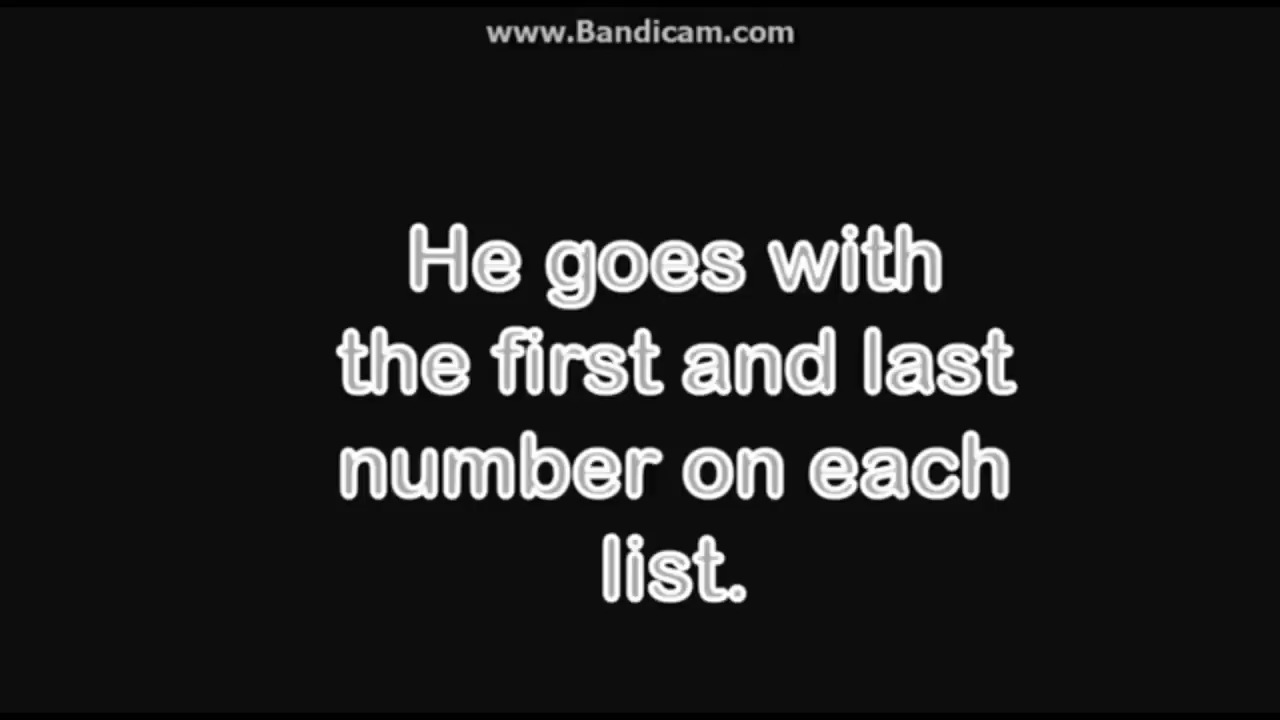 www.Bandicam.com
He goes with
the first and last
number on each
list.